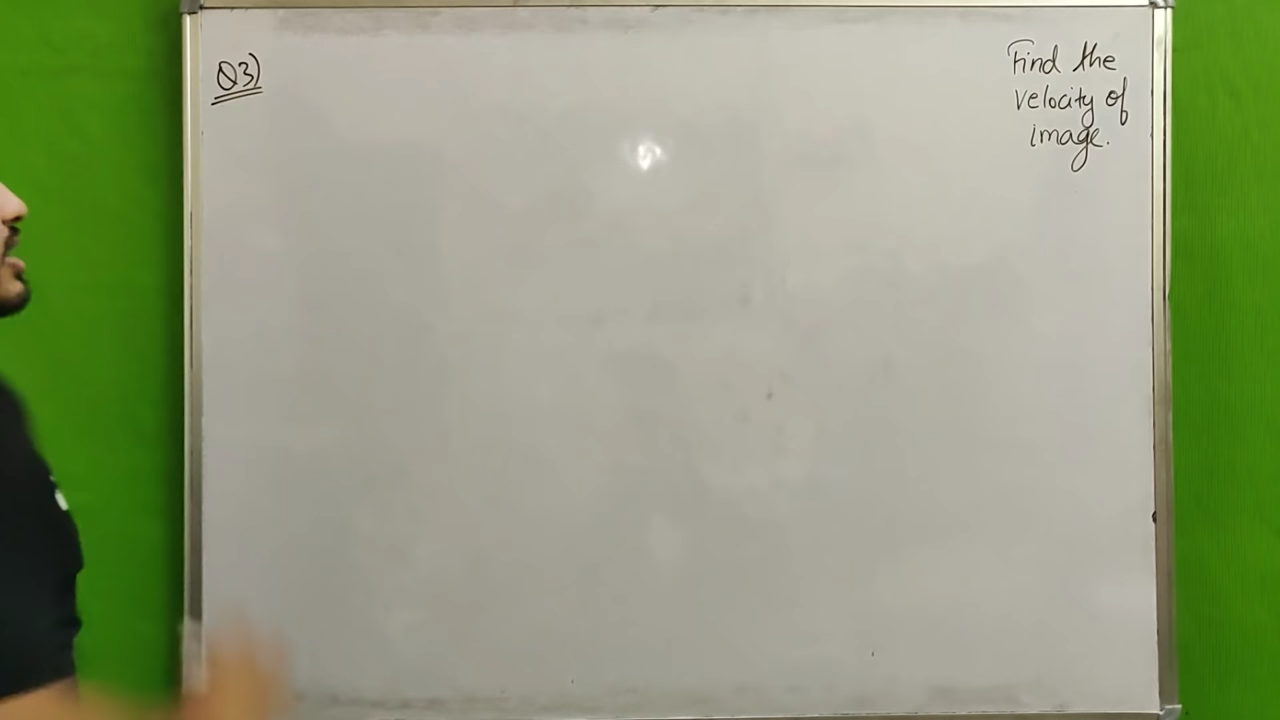 Q3)
Find the
velocity of
image.